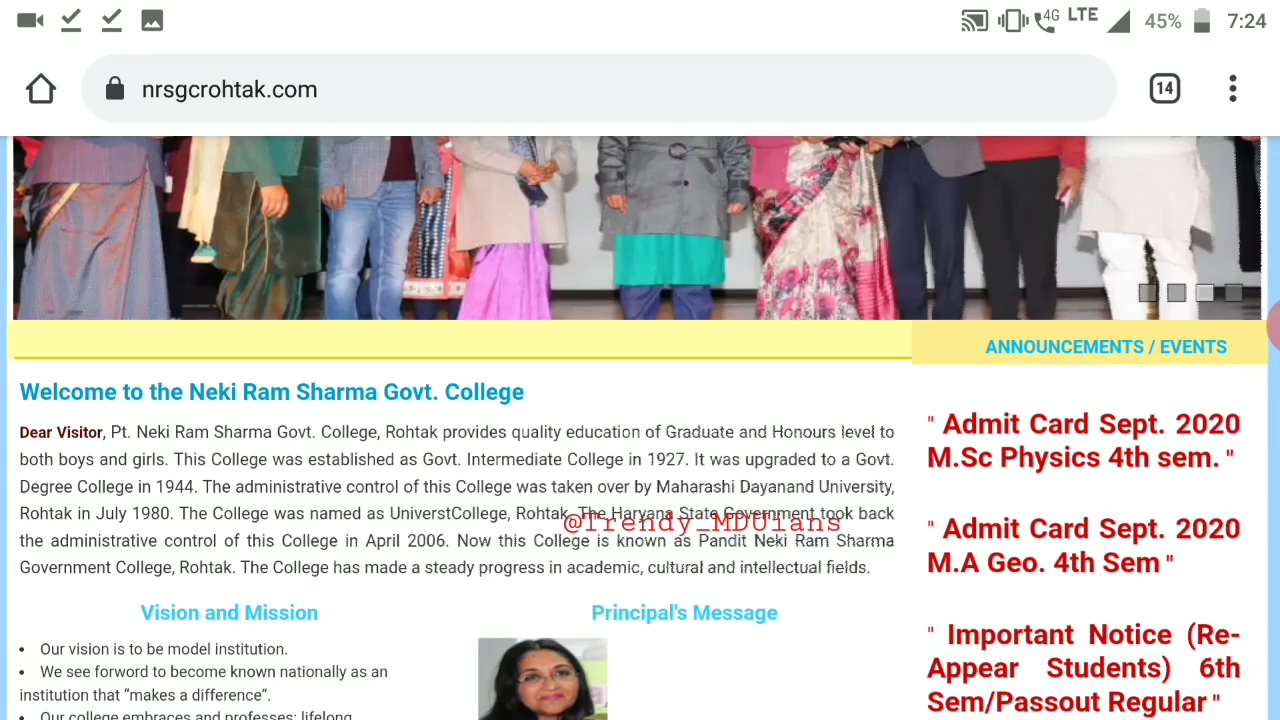 4G LTE 45% 7:24
nrsgcrohtak.com
14
ANNOUNCEMENTS / EVENTS
Welcome to the Neki Ram Sharma Govt. College
Dear Visitor, Pt. Neki Ram Sharma Govt. College, Rohtak provides quality education of Graduate and Honours level to
both boys and girls. This College was established as Govt. Intermediate College in 1927. It was upgraded to a Govt.
Degree College in 1944. The administrative control of this College was taken over by Maharashi Dayanand University,
Rohtak in July 1980. The College was named as UniverstCollege, Rohtak. The Haryana State Government took back
@Trendy_MDUians
the administrative control of this College in April 2006. Now this College is known as Pandit Neki Ram Sharma
Government College, Rohtak. The College has made a steady progress in academic, cultural and intellectual fields.
Vision and Mission
• Our vision is to be model institution.
• We see forward to become known nationally as an
institution that “makes a difference”.
• Our college embraces and professes: lifelong
Principal's Message
" Admit Card Sept. 2020
M.Sc Physics 4th sem. "
" Admit Card Sept. 2020
M.A Geo. 4th Sem "
" Important Notice (Re-
Appear Students) 6th
Sem/Passout Regular "